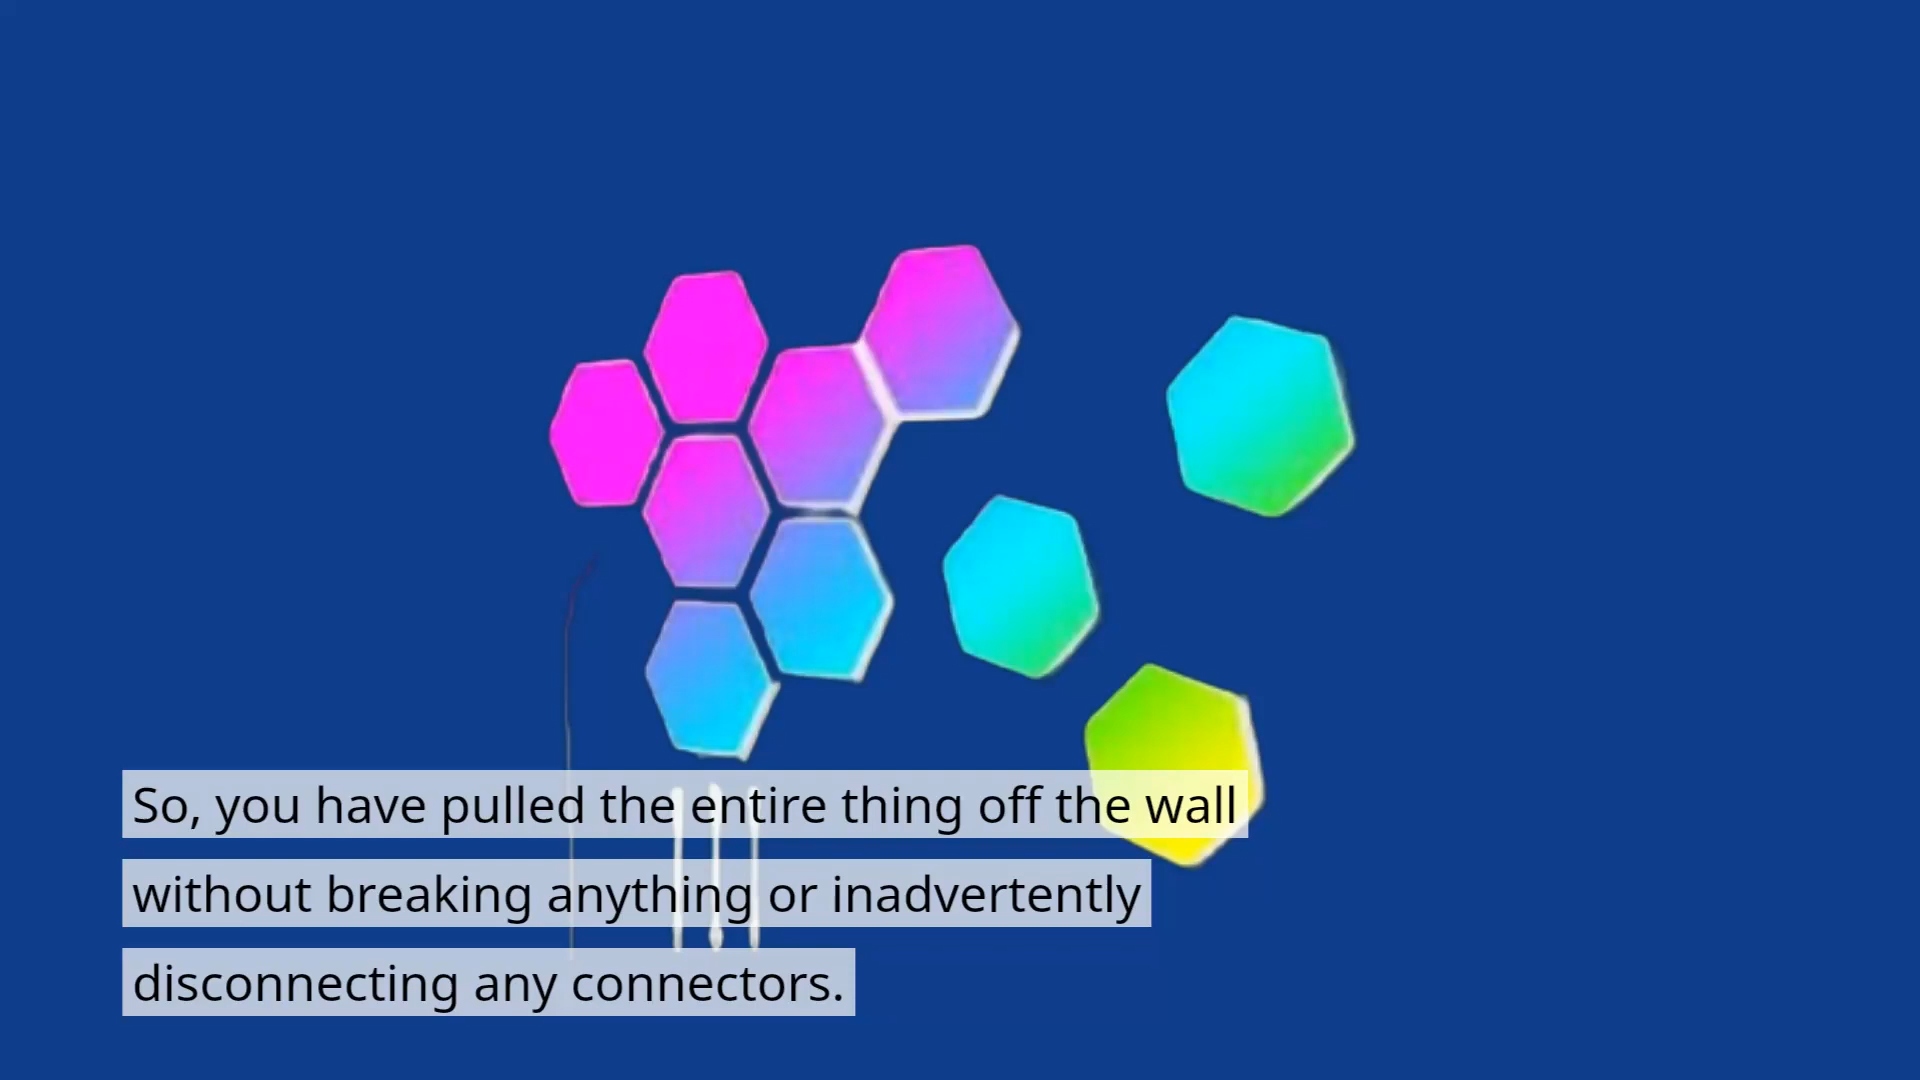 So, you have pulled the entire thing off the wall
without breaking anything or inadvertently
disconnecting any connectors.